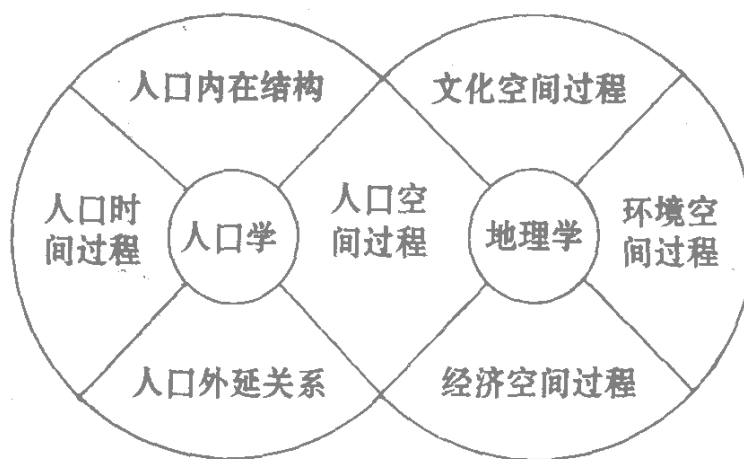 人口内在结构
文化空间过程
人口时
间过程
人口学
人口空
间过程
地理学
环境空
间过程
人口外延关系
经济空间过程